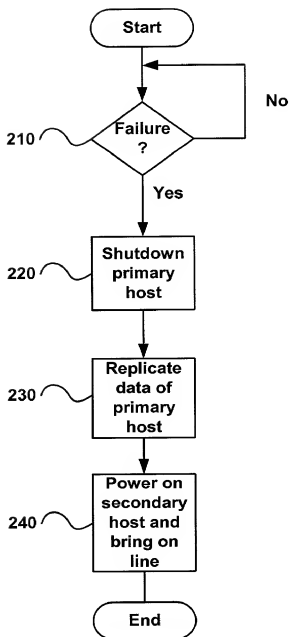 Start
No
210
Failure
?
Yes
220
Shutdown
primary
host
230
Replicate
data of
primary
host
240
Power on
secondary
host and
bring on
line
End